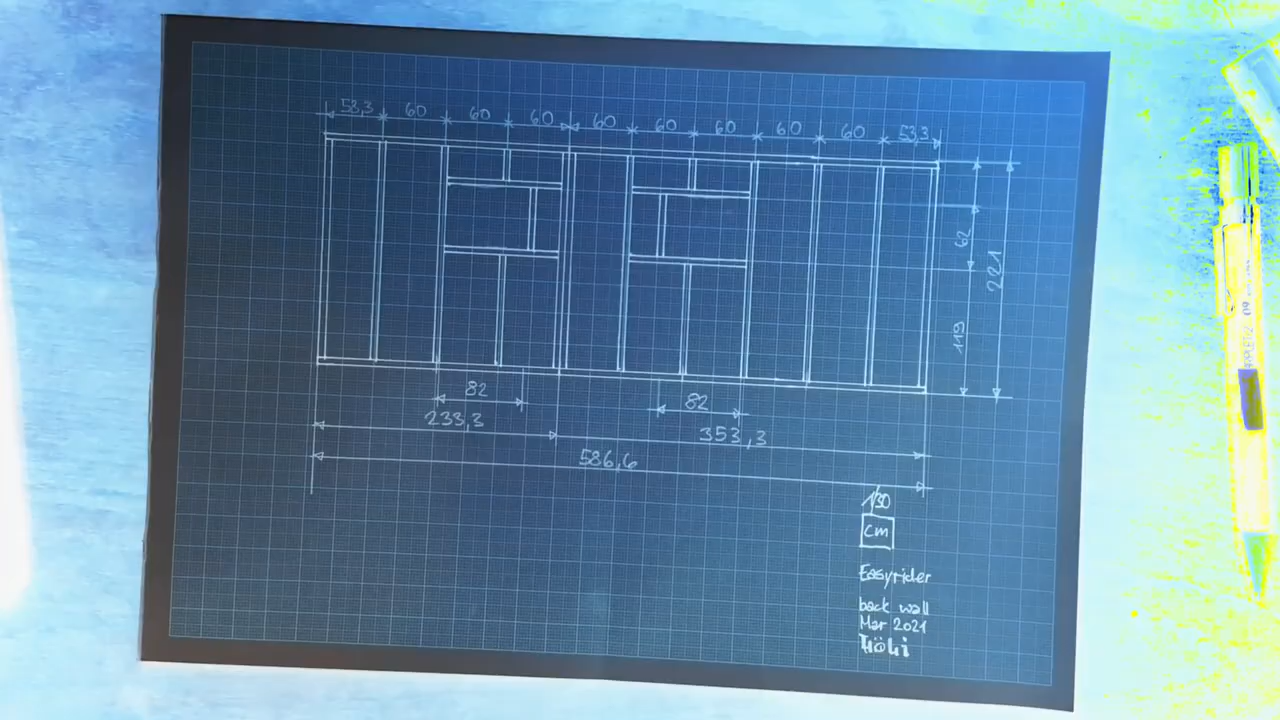 53,3 60 60 60 60 60 60 60 60 53,3
62
221
119
82 82
233,3 353,3
586,6
1/30
cm
Easyrider
back wall
Mar 2021